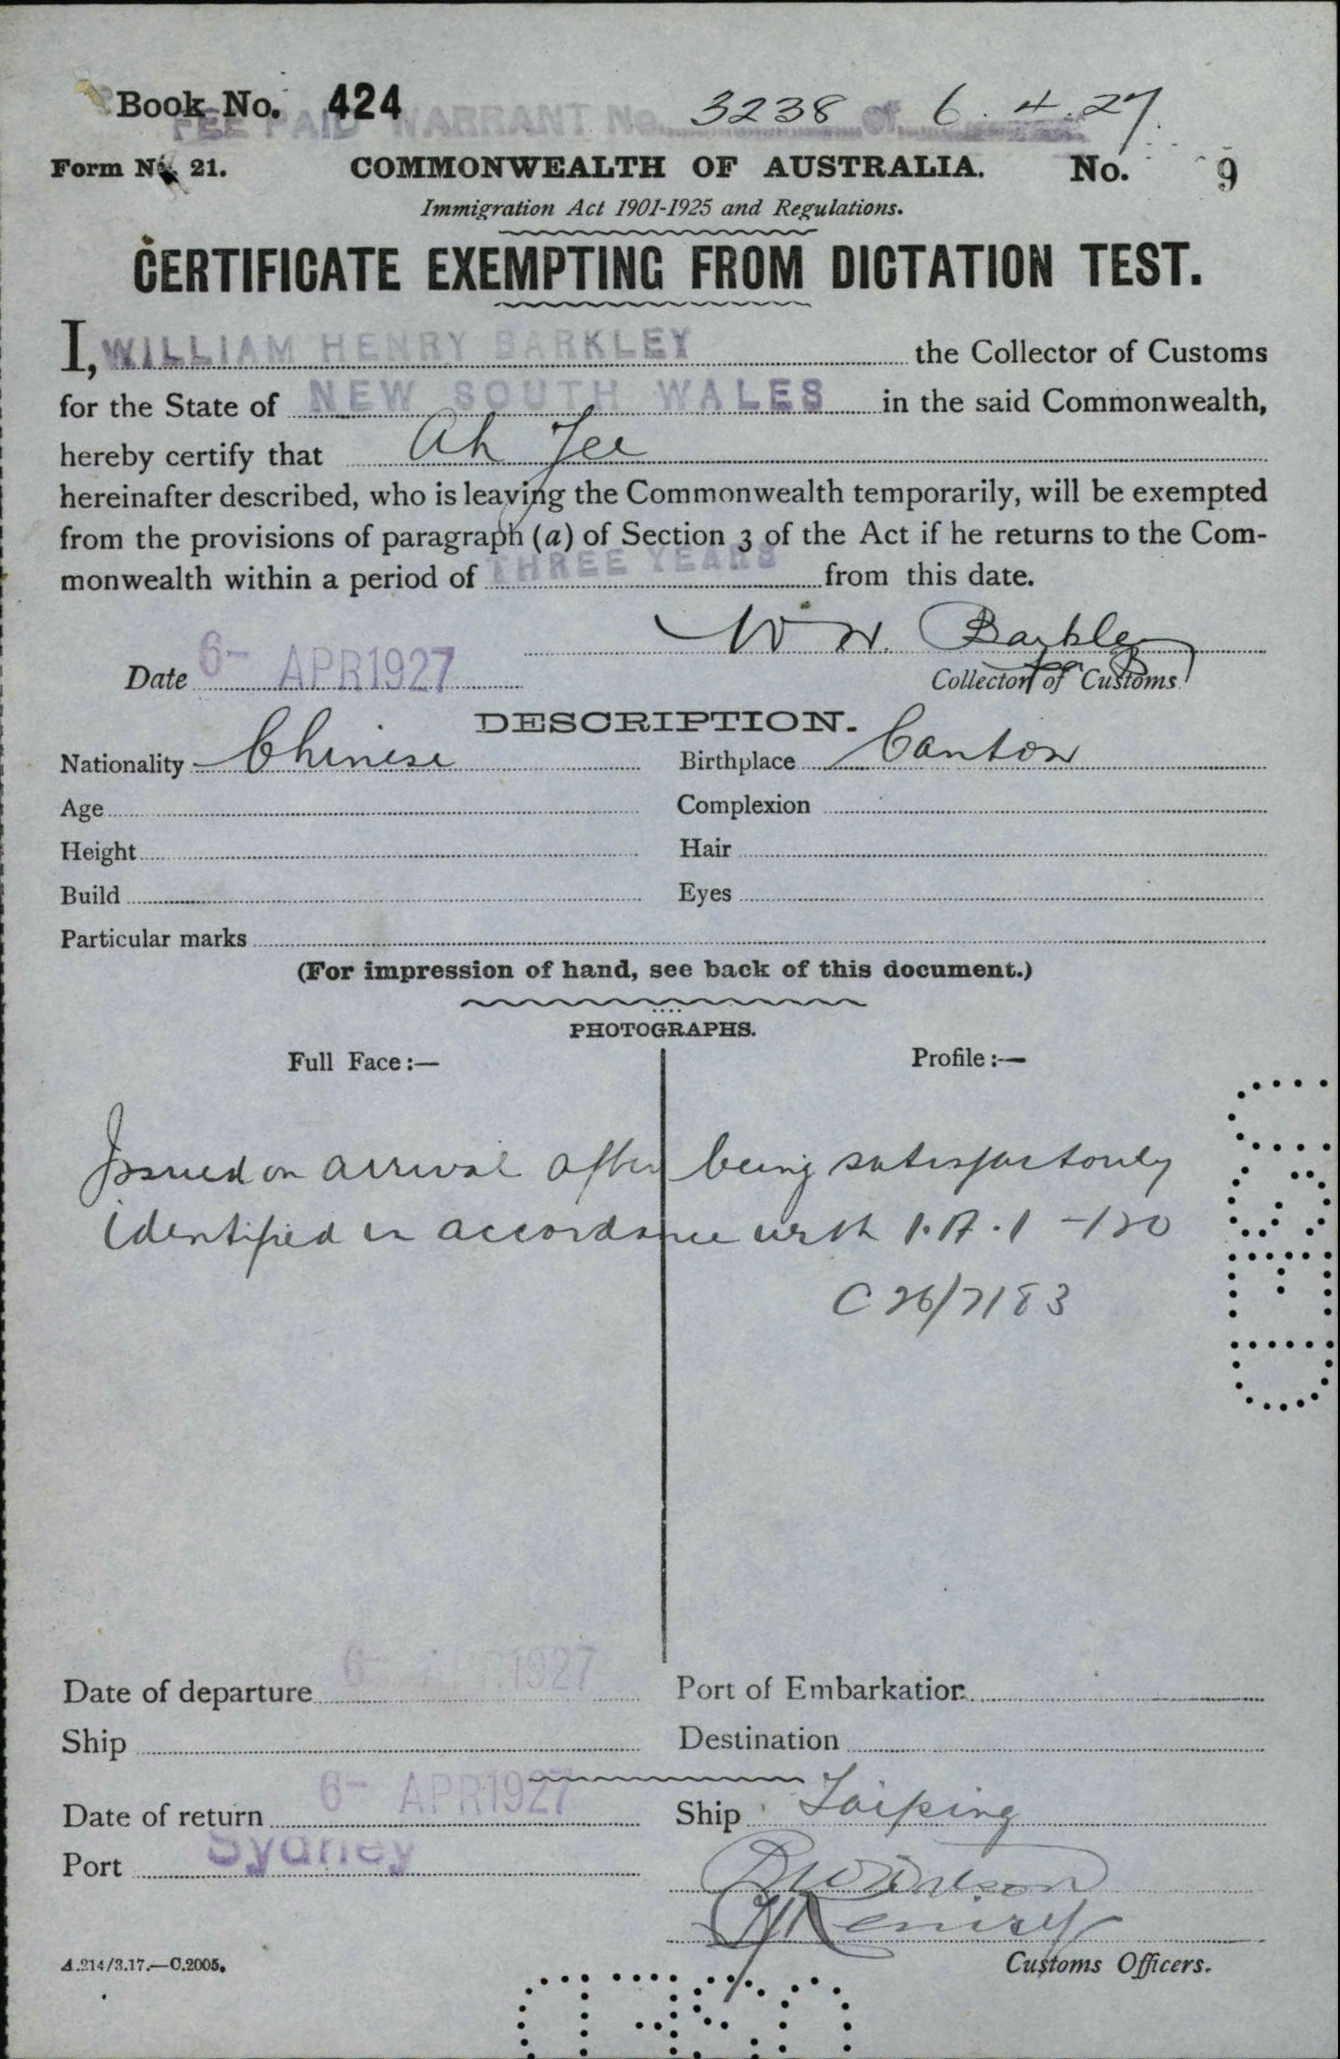 Book No. 424
FEE PAID WARRANT No. 3238 of 6.4.27.
Form No. 21. COMMONWEALTH OF AUSTRALIA. No. 9
Immigration Act 1901-1925 and Regulations.
CERTIFICATE EXEMPTING FROM DICTATION TEST.
I, WILLIAM HENRY BARKLEY the Collector of Customs
for the State of NEW SOUTH WALES in the said Commonwealth,
hereby certify that Ah Jee
hereinafter described, who is leaving the Commonwealth temporarily, will be exempted
from the provisions of paragraph (a) of Section 3 of the Act if he returns to the Com-
monwealth within a period of THREE YEARS from this date.
W. H. Barkley
Date 6- APR 1927 Collector of Customs.
DESCRIPTION.
Nationality Chinese Birthplace Canton
Age Complexion
Height Hair
Build Eyes
Particular marks
(For impression of hand, see back of this document.)
PHOTOGRAPHS.
Full Face:— Profile:—
Issued on arrival after being satisfactorily
identified in accordance with
C 26/7183
Date of departure 6- APR 1927 Port of Embarkation
Ship Destination
Date of return 6- APR 1927 Ship Taiping
Port Sydney
Customs Officers.
A.214/3.17.—C.2005.
USED
USED